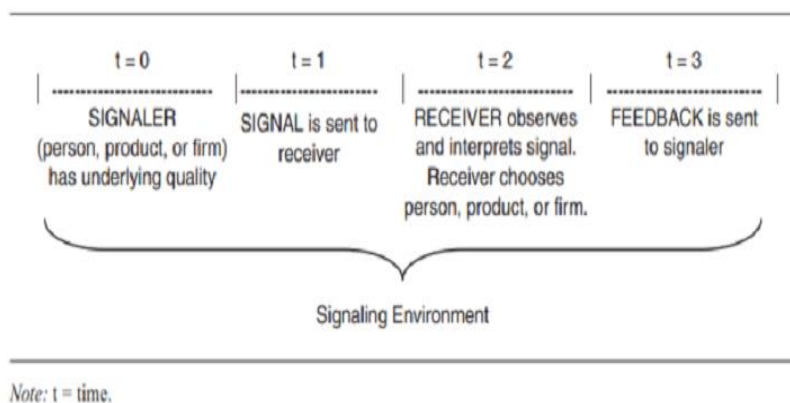 t = 0
t = 1
t = 2
t = 3
SIGNALER
(person, product, or firm)
has underlying quality
SIGNAL is sent to
receiver
RECEIVER observes
and interprets signal.
Receiver chooses
person, product, or firm.
FEEDBACK is sent
to signaler
Signaling Environment
Note: t = time.